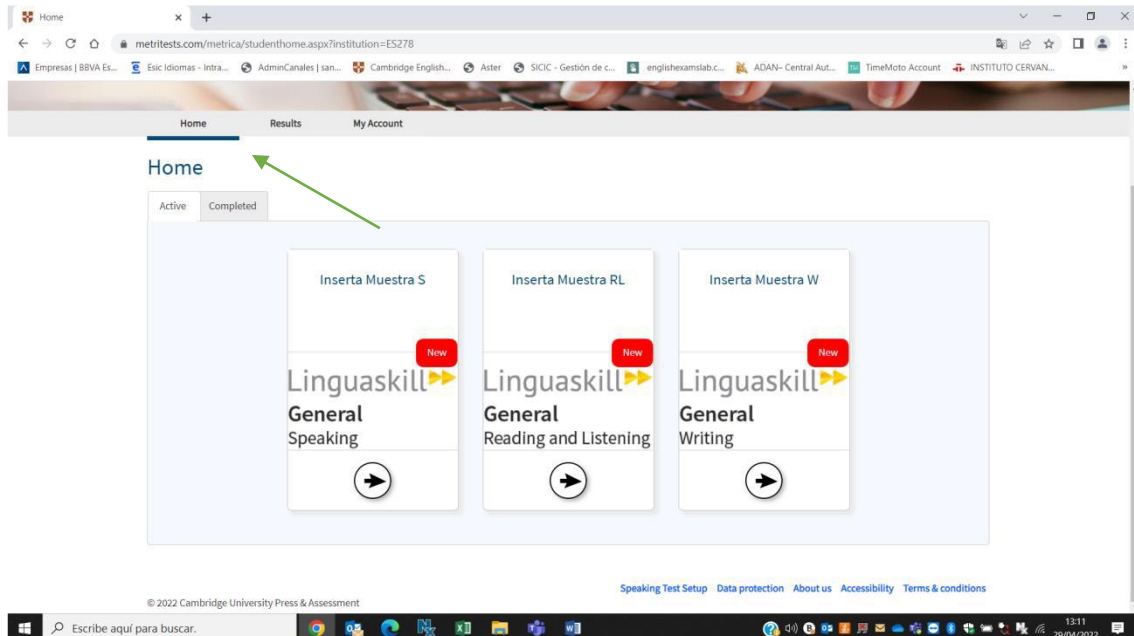 Home
metritests.com/metrica/studenthome.aspx?institution=ES278
Empresas | BBVA Es... Esic Idiomas - Intra... AdminCanales | san... Cambridge English... Aster SICIC - Gestión de c... englishexamslab.c... ADAN– Central Aut... TimeMoto Account INSTITUTO CERVAN... »
Home Results My Account
Home
Active Completed
Inserta Muestra S Inserta Muestra RL Inserta Muestra W
New New New
Linguaskill Linguaskill Linguaskill
General General General
Speaking Reading and Listening Writing
Speaking Test Setup Data protection About us Accessibility Terms & conditions
© 2022 Cambridge University Press & Assessment
Escribe aquí para buscar.
13:11
29/04/2022